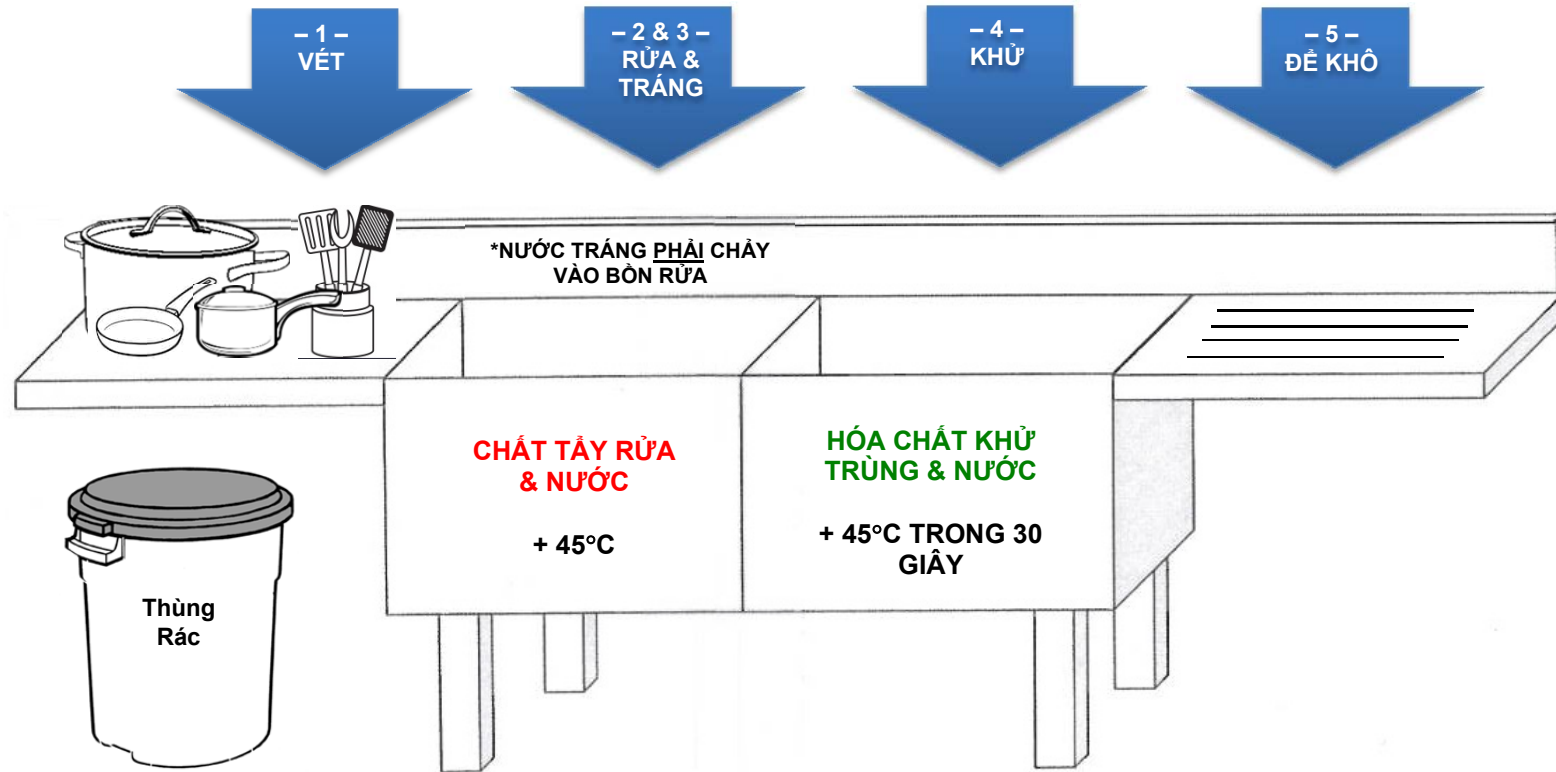 – 1 –
VÉT
– 2 & 3 –
RỬA &
TRÁNG
– 4 –
KHỬ
– 5 –
ĐỂ KHÔ
*NƯỚC TRÁNG PHẢI CHẢY
VÀO BỒN RỬA
CHẤT TẨY RỬA
& NƯỚC
+ 45°C
HÓA CHẤT KHỬ
TRÙNG & NƯỚC
+ 45°C TRONG 30
GIÂY
Thùng
Rác